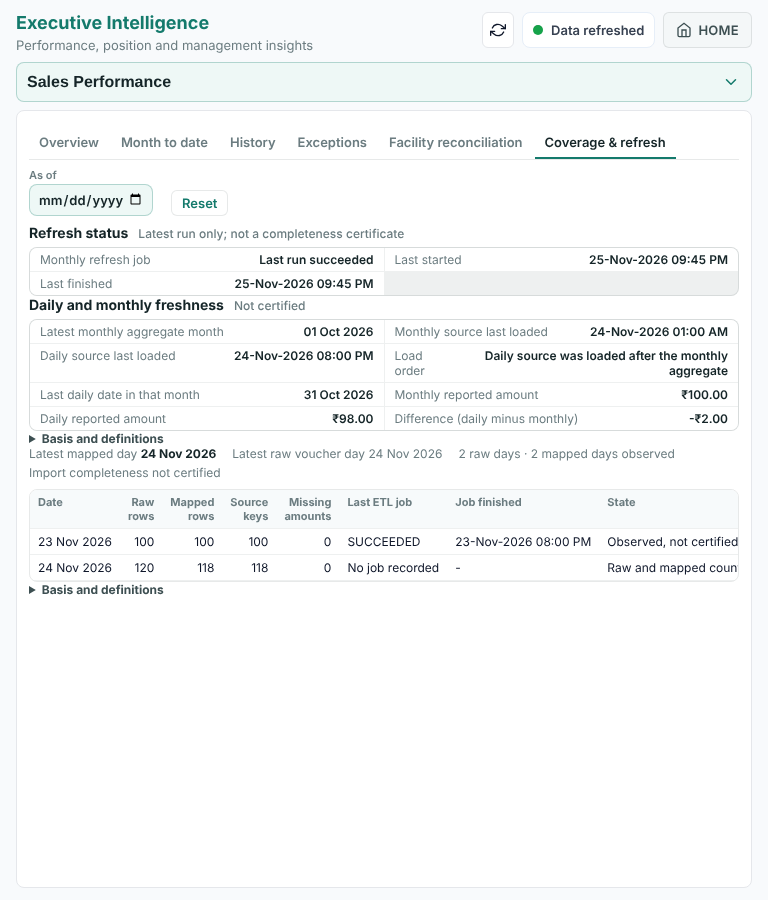 Executive Intelligence
Performance, position and management insights
Data refreshed
HOME
Sales Performance
Overview Month to date History Exceptions Facility reconciliation Coverage & refresh
As of
mm/dd/yyyy Reset
Refresh status Latest run only; not a completeness certificate
Monthly refresh job Last run succeeded Last started 25-Nov-2026 09:45 PM
Last finished 25-Nov-2026 09:45 PM
Daily and monthly freshness Not certified
Latest monthly aggregate month 01 Oct 2026 Monthly source last loaded 24-Nov-2026 01:00 AM
Daily source last loaded 24-Nov-2026 08:00 PM Load order Daily source was loaded after the monthly aggregate
Last daily date in that month 31 Oct 2026 Monthly reported amount ₹100.00
Daily reported amount ₹98.00 Difference (daily minus monthly) -₹2.00
Basis and definitions
Latest mapped day 24 Nov 2026 Latest raw voucher day 24 Nov 2026 2 raw days · 2 mapped days observed
Import completeness not certified
Date Raw rows Mapped rows Source keys Missing amounts Last ETL job Job finished State
23 Nov 2026 100 100 100 0 SUCCEEDED 23-Nov-2026 08:00 PM Observed, not certified
24 Nov 2026 120 118 118 0 No job recorded - Raw and mapped coun
Basis and definitions